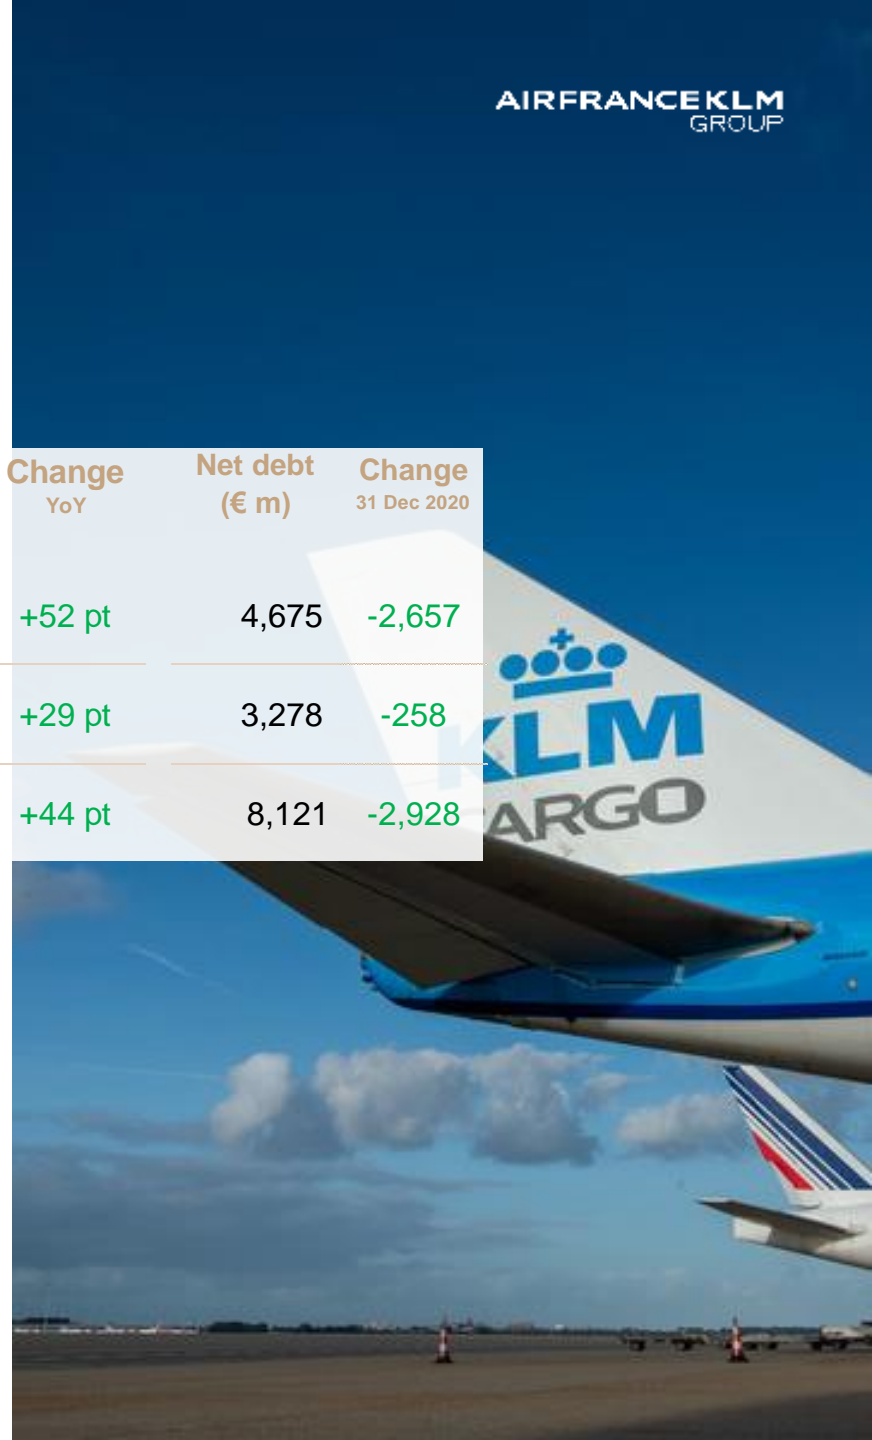 AIRFRANCEKLM
GROUP
Change Net debt Change
YoY (€ m) 31 Dec 2020
+52 pt 4,675 -2,657
+29 pt 3,278 -258
+44 pt 8,121 -2,928
KLM
CARGO